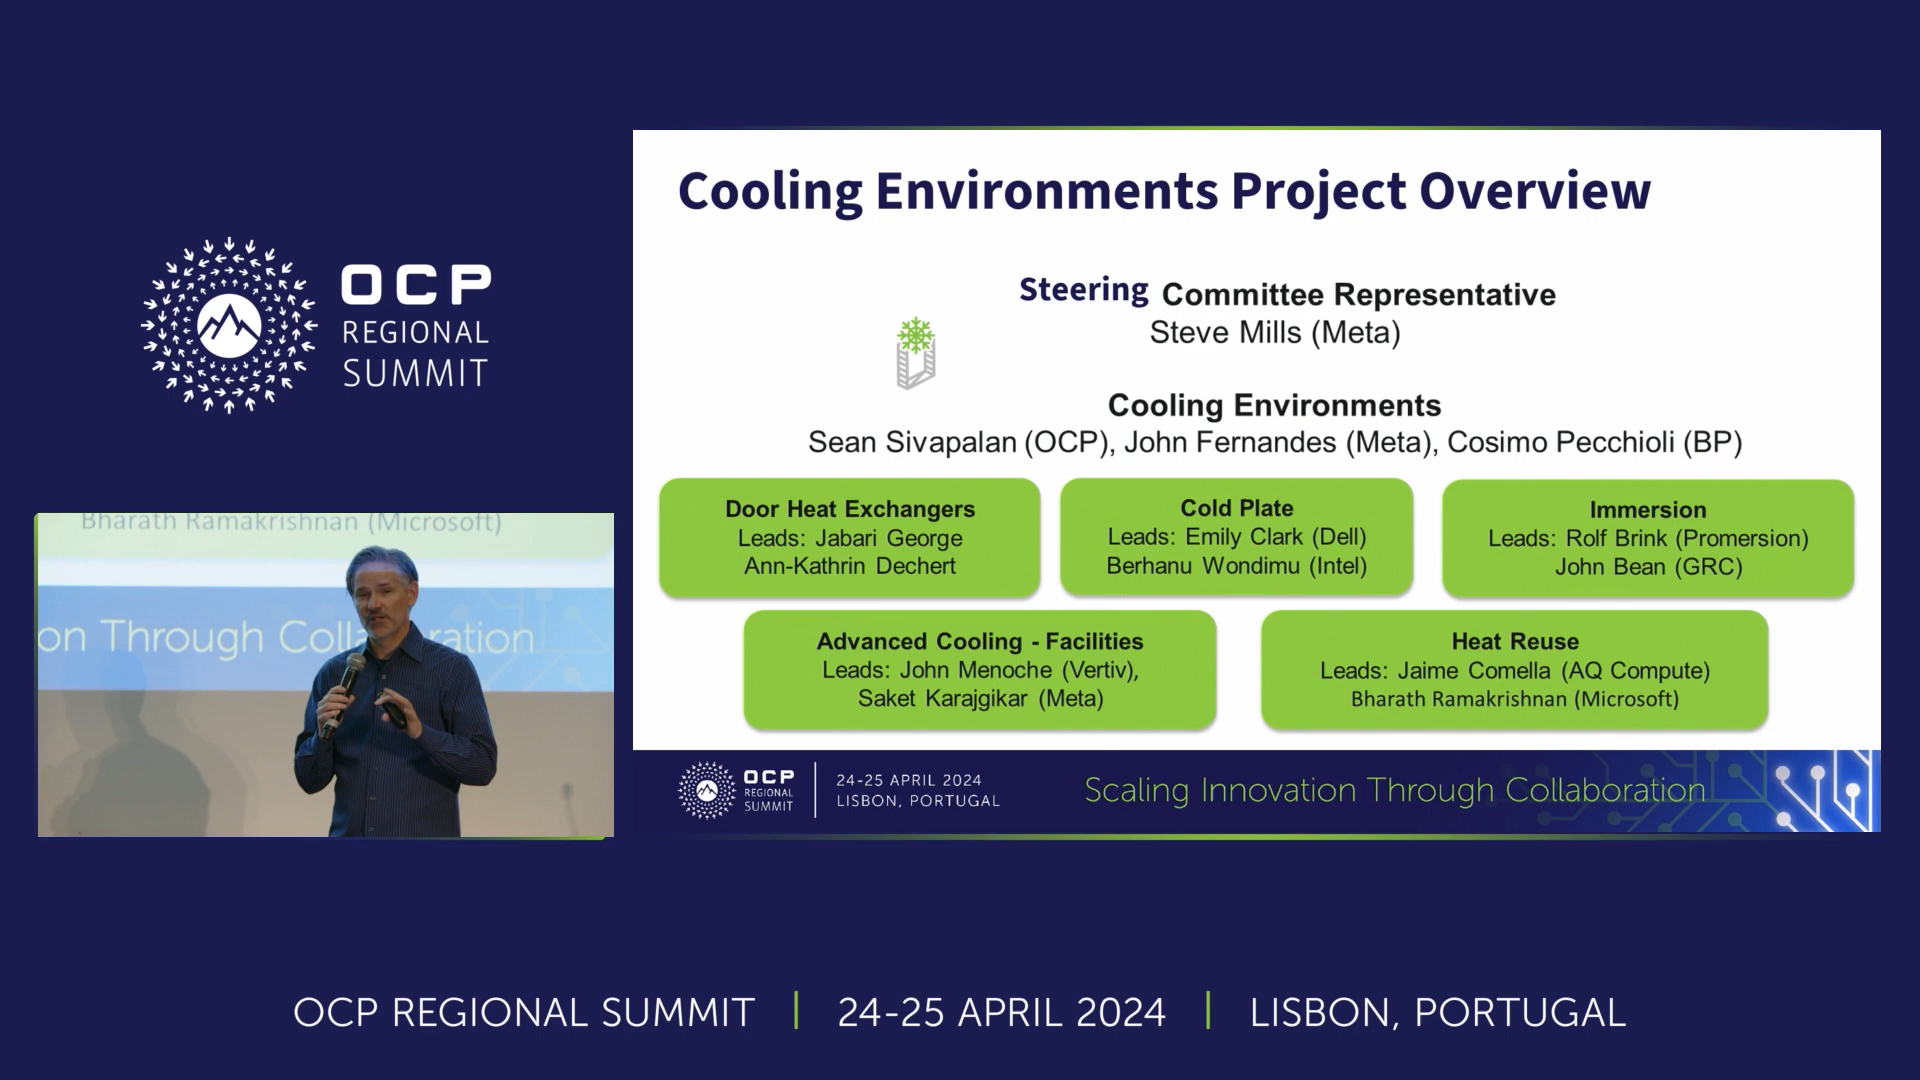 OCP
REGIONAL
SUMMIT
Bharath Ramakrishnan (Microsoft)
on Through Colla ration
Cooling Environments Project Overview
Steering Committee Representative
Steve Mills (Meta)
Cooling Environments
Sean Sivapalan (OCP), John Fernandes (Meta), Cosimo Pecchioli (BP)
Door Heat Exchangers
Leads: Jabari George
Ann-Kathrin Dechert
Cold Plate
Leads: Emily Clark (Dell)
Berhanu Wondimu (Intel)
Immersion
Leads: Rolf Brink (Promersion)
John Bean (GRC)
Advanced Cooling - Facilities
Leads: John Menoche (Vertiv),
Saket Karajgikar (Meta)
Heat Reuse
Leads: Jaime Comella (AQ Compute)
Bharath Ramakrishnan (Microsoft)
OCP
REGIONAL
SUMMIT
24-25 APRIL 2024
LISBON, PORTUGAL
Scaling Innovation Through Collaboration
OCP REGIONAL SUMMIT | 24-25 APRIL 2024 | LISBON, PORTUGAL